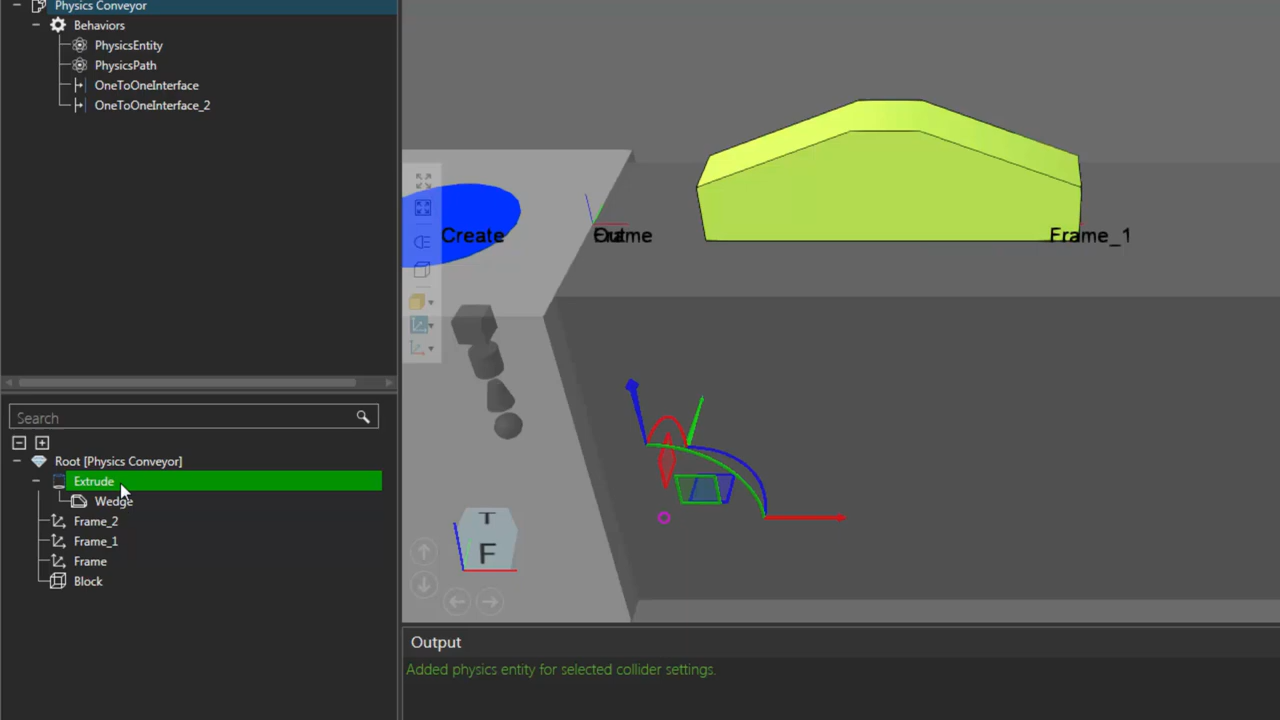 Physics Conveyor
Behaviors
PhysicsEntity
PhysicsPath
OneToOneInterface
OneToOneInterface_2
Search
Root [Physics Conveyor]
Extrude
Wedge
Frame_2
Frame_1
Frame
Block
Create
Frame
Frame_1
T
F
Output
Added physics entity for selected collider settings.